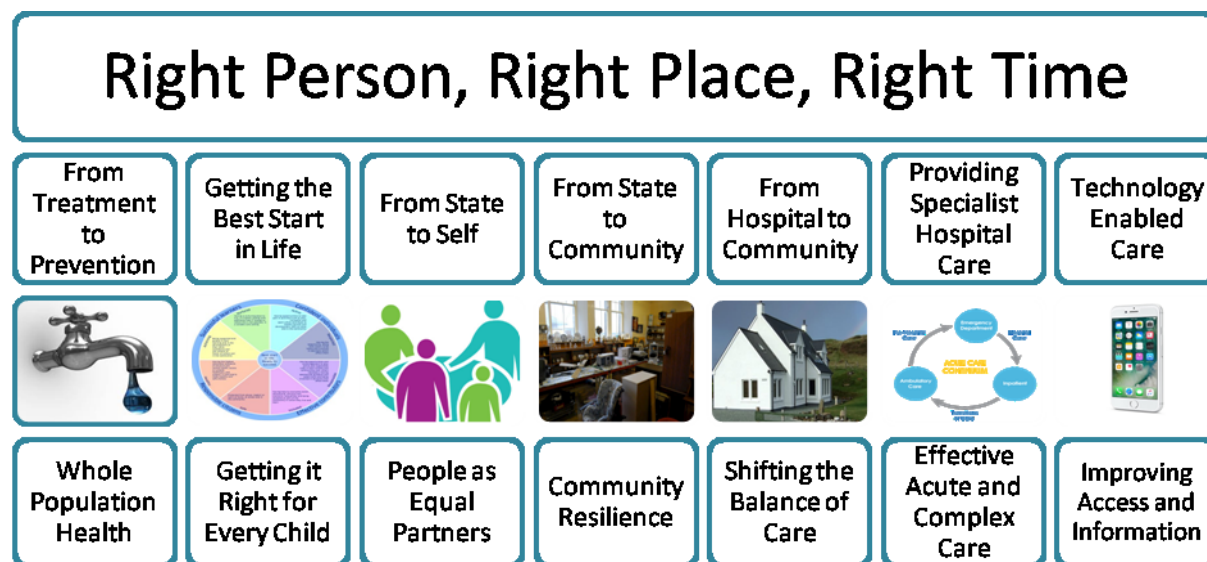 Right Person, Right Place, Right Time
From
Treatment
to
Prevention
Getting the
Best Start
in Life
From State
to Self
From State
to
Community
From
Hospital to
Community
Providing
Specialist
Hospital
Care
Technology
Enabled
Care
Emergency
Department
ACUTE CARE
Ambulatory
Care
Inpatient
Whole
Population
Health
Getting it
Right for
Every Child
People as
Equal
Partners
Community
Resilience
Shifting the
Balance of
Care
Effective
Acute and
Complex
Care
Improving
Access and
Information